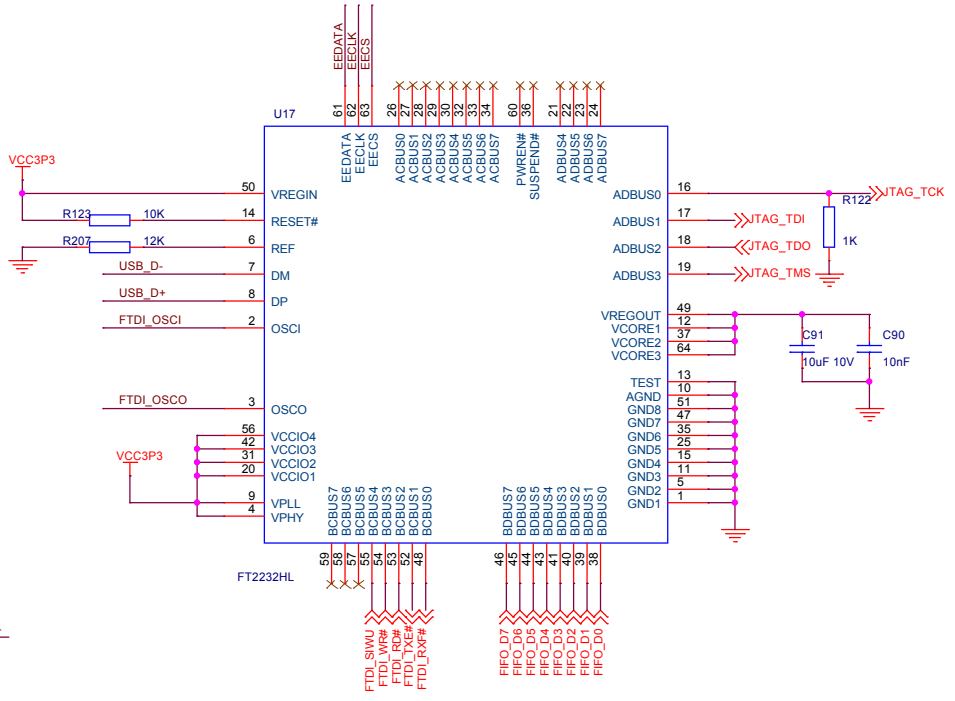 EEDATA
EECLK
EECS
61
62
63
26
27
28
29
30
32
33
34
60
36
21
22
23
24
U17
EEDATA
EECLK
EECS
ACBUS0
ACBUS1
ACBUS2
ACBUS3
ACBUS4
ACBUS5
ACBUS6
ACBUS7
PWREN#
SUSPEND#
ADBUS4
ADBUS5
ADBUS6
ADBUS7
VCC3P3
50 VREGIN
R123 10K 14 RESET#
R207 12K 6 REF
USB_D- 7 DM
USB_D+ 8 DP
FTDI_OSCI 2 OSCI
FTDI_OSCO 3 OSCO
56 VCCIO4
42 VCCIO3
VCC3P3
31 VCCIO2
20 VCCIO1
9 VPLL
4 VPHY
ADBUS0 16 JTAG_TCK
R122
1K
ADBUS1 17 JTAG_TDI
ADBUS2 18 JTAG_TDO
ADBUS3 19 JTAG_TMS
VREGOUT 49
VCORE1 12
VCORE2 37
VCORE3 64
C91
10uF 10V
C90
10nF
TEST 13
AGND 10
GND8 51
GND7 47
GND6 35
GND5 25
GND4 15
GND3 11
GND2 5
GND1 1
BCBUS7
BCBUS6
BCBUS5
BCBUS4
BCBUS3
BCBUS2
BCBUS1
BCBUS0
BDBUS7
BDBUS6
BDBUS5
BDBUS4
BDBUS3
BDBUS2
BDBUS1
BDBUS0
59
58
57
55
54
53
52
48
46
45
44
43
41
40
39
38
FT2232HL
FTDI_SIWU
FTDI_WR#
FTDI_RD#
FTDI_TXE#
FTDI_RXF#
FIFO_D7
FIFO_D6
FIFO_D5
FIFO_D4
FIFO_D3
FIFO_D2
FIFO_D1
FIFO_D0